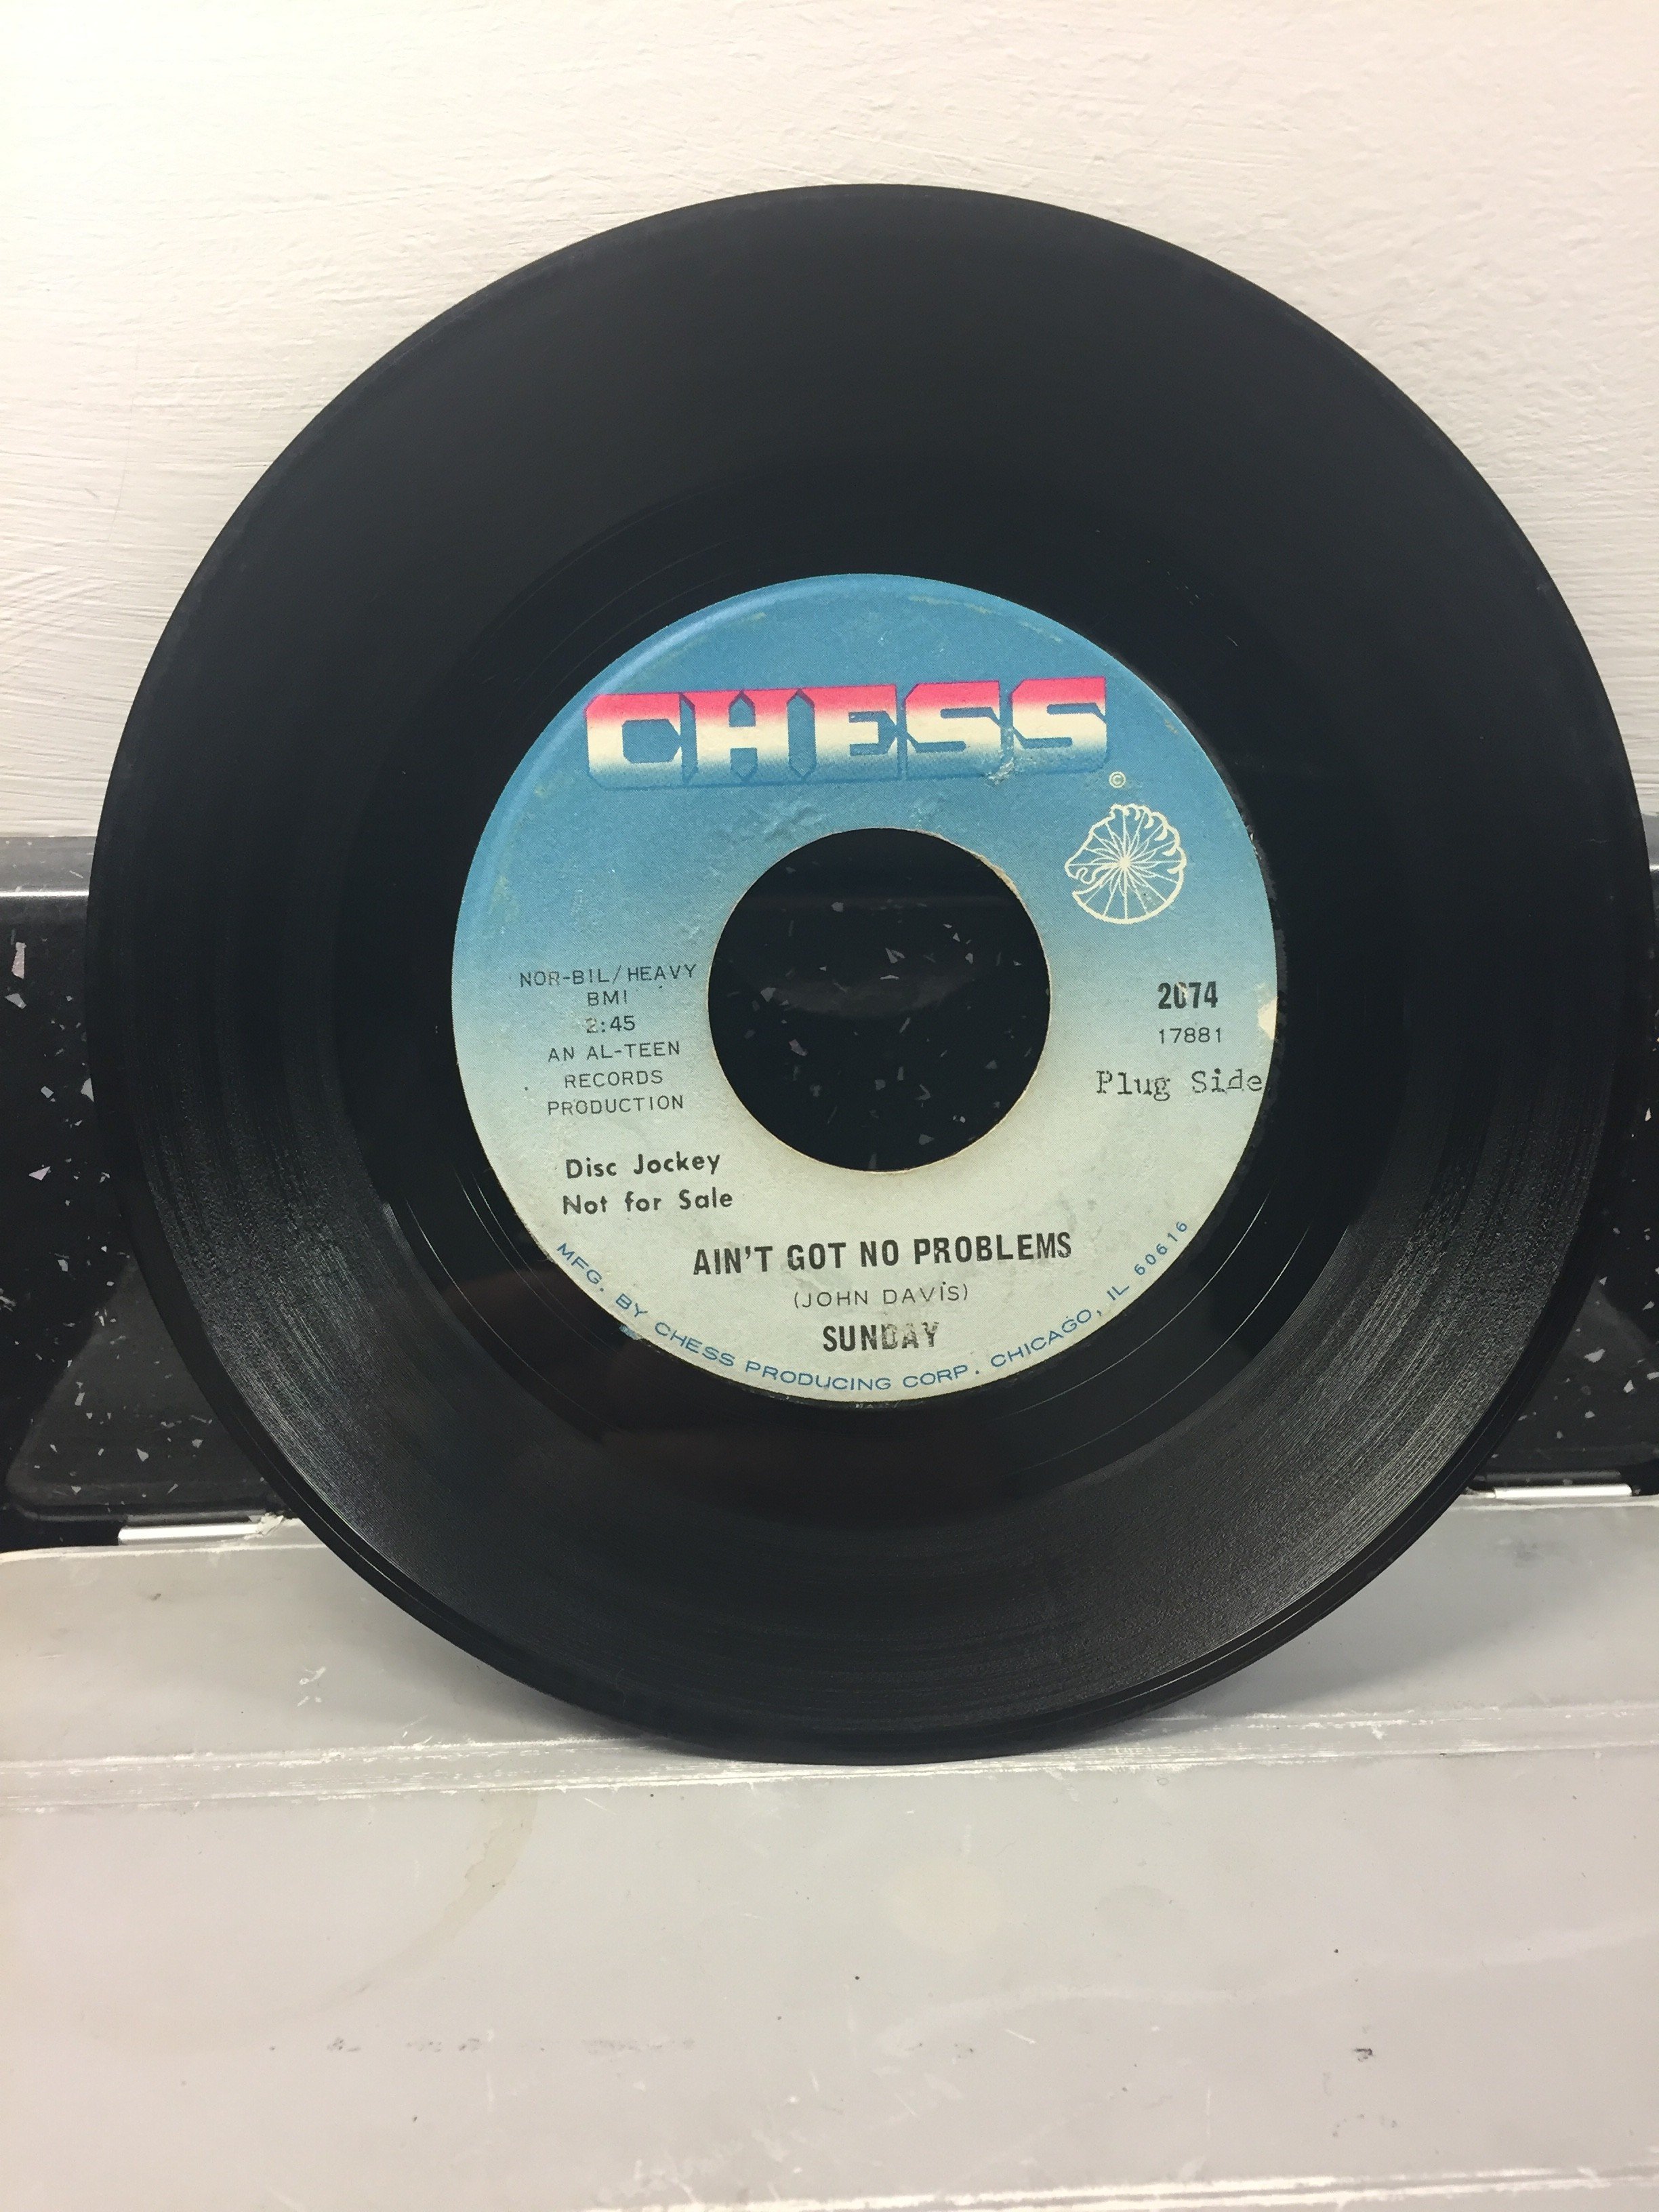 CHESS
©
NOR-BIL/HEAVY
BMI
2:45
AN AL-TEEN
RECORDS
PRODUCTION
2074
17881
Plug Side
Disc Jockey
Not for Sale
AIN'T GOT NO PROBLEMS
(JOHN DAVIS)
SUNDAY
MFG. BY CHESS PRODUCING CORP. CHICAGO, IL 60616